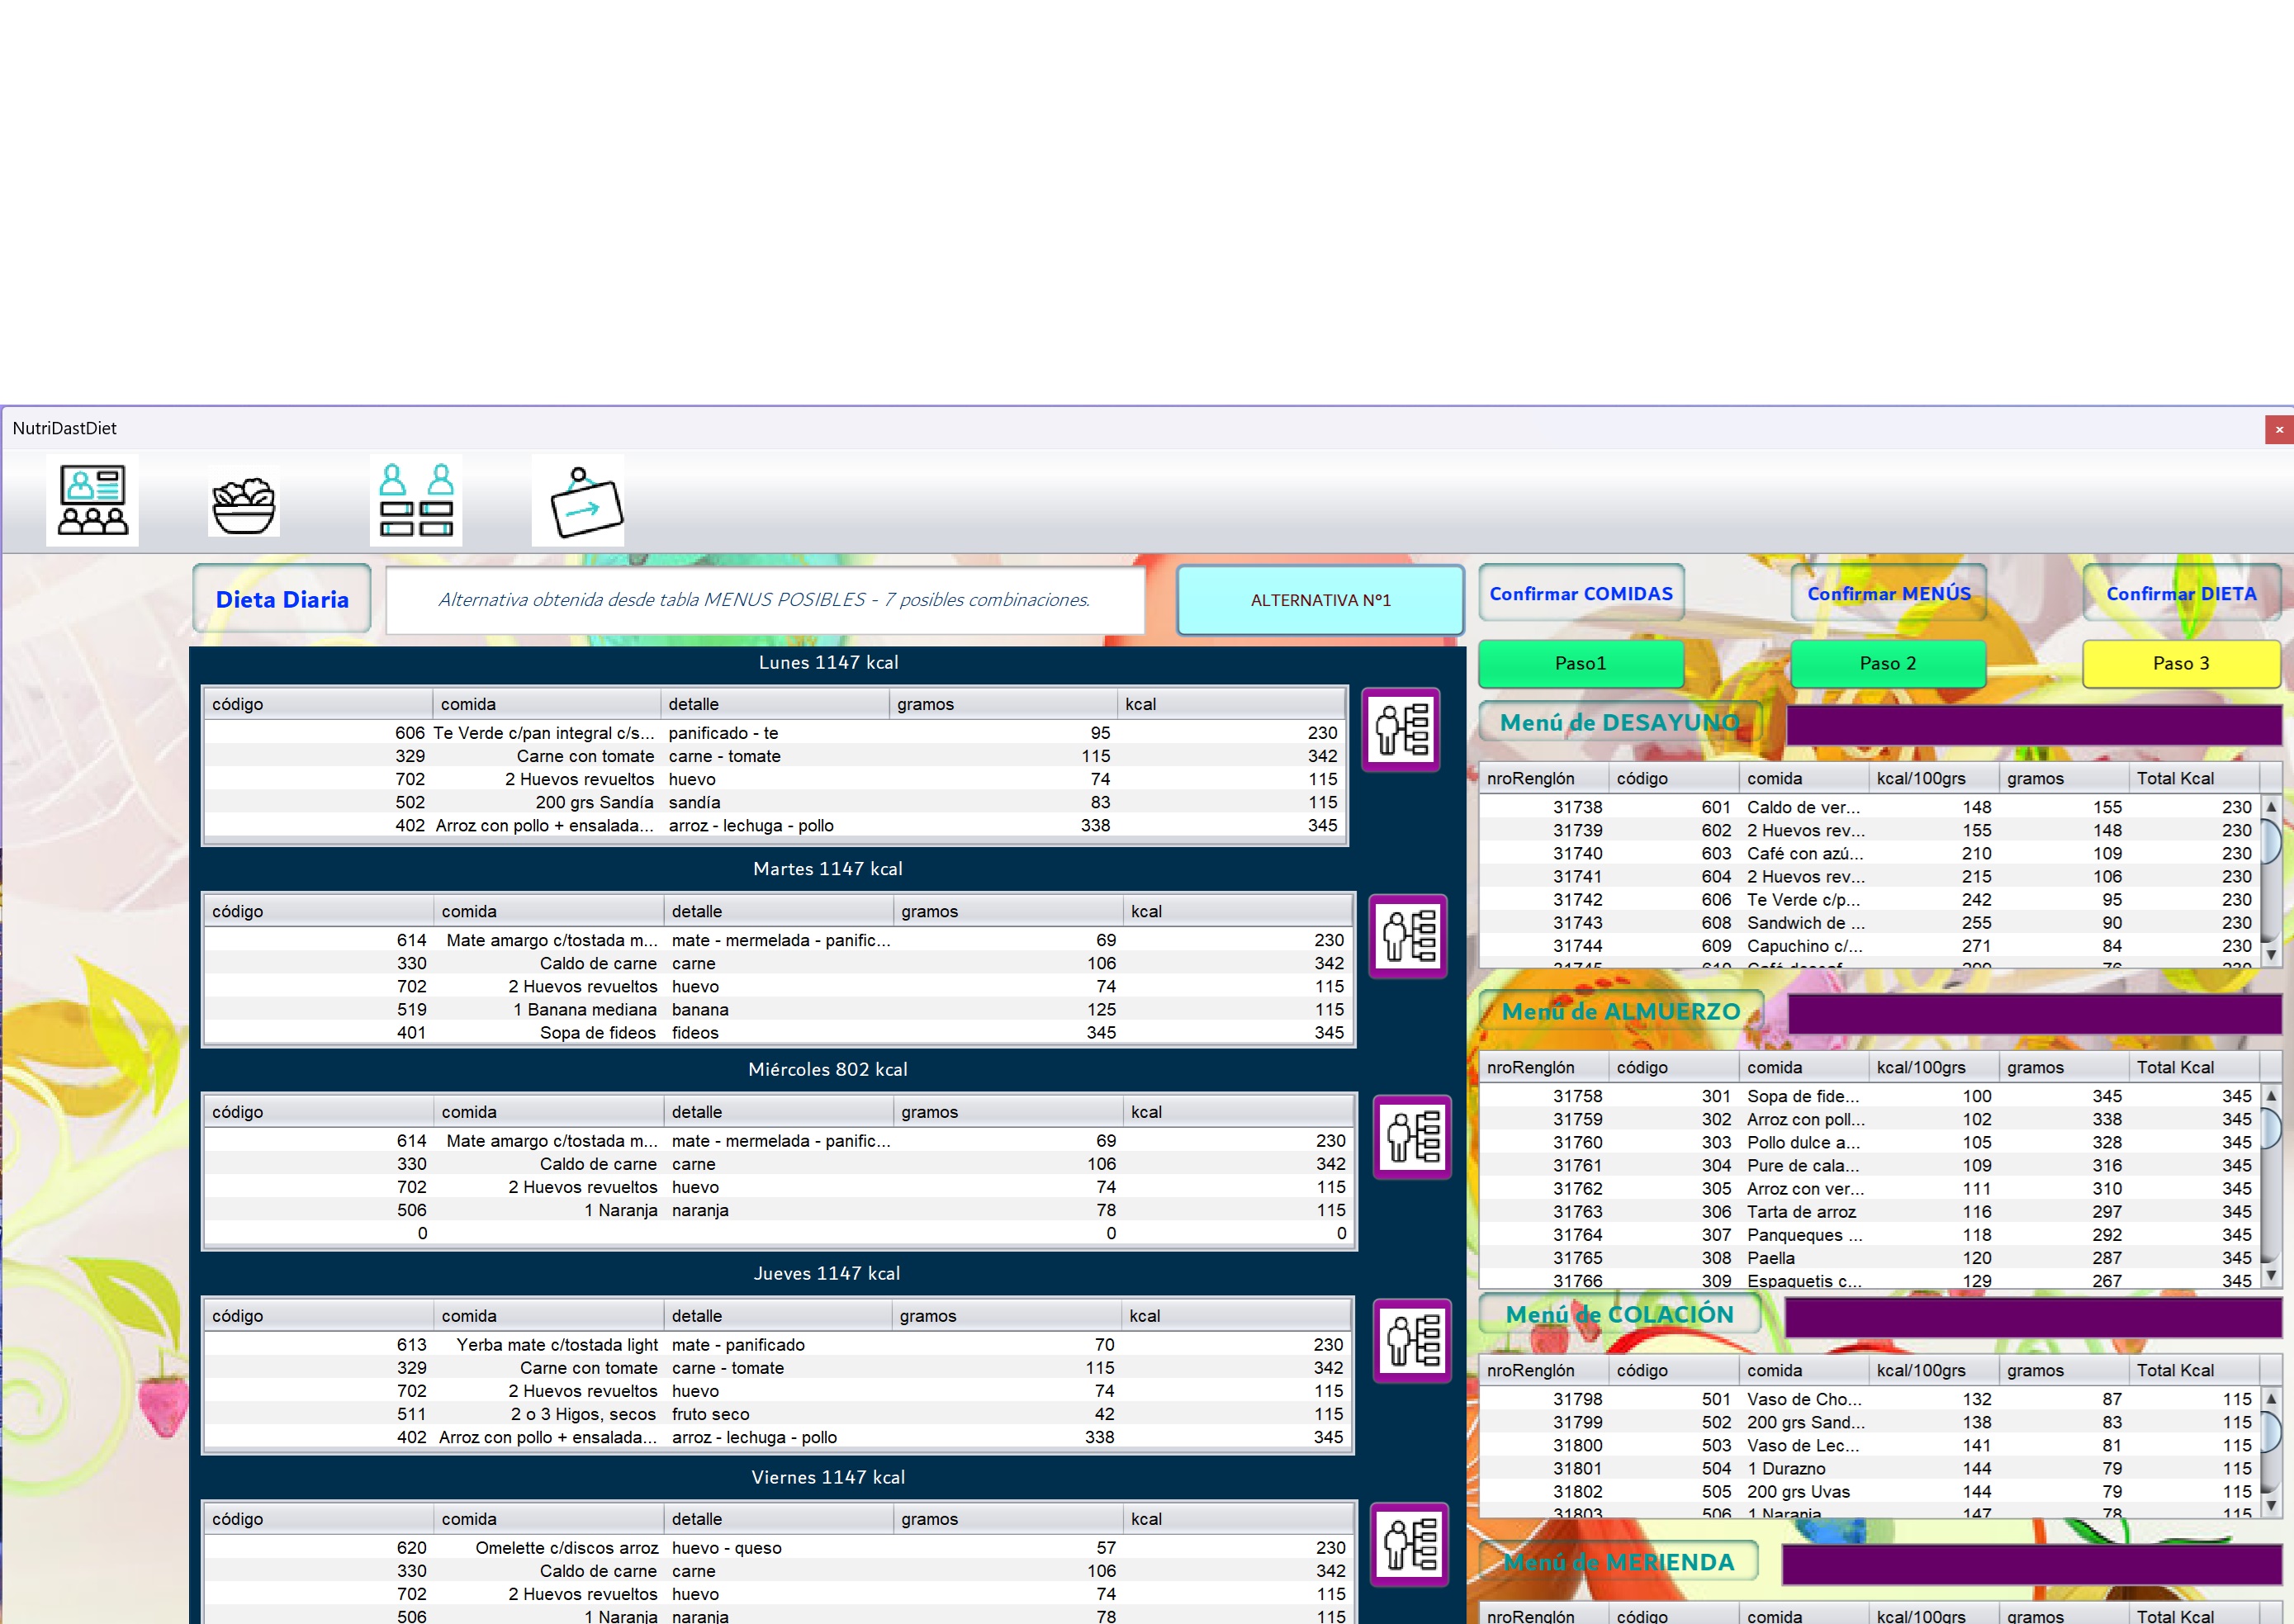 NutriDastDiet
Dieta Diaria
Alternativa obtenida desde tabla MENUS POSIBLES - 7 posibles combinaciones.
ALTERNATIVA Nº1
Lunes 1147 kcal
código comida detalle gramos kcal
606 Te Verde c/pan integral c/s... panificado - te 95 230
329 Carne con tomate carne - tomate 115 342
702 2 Huevos revueltos huevo 74 115
502 200 grs Sandía sandía 83 115
402 Arroz con pollo + ensalada... arroz - lechuga - pollo 338 345
Martes 1147 kcal
código comida detalle gramos kcal
614 Mate amargo c/tostada m... mate - mermelada - panific... 69 230
330 Caldo de carne carne 106 342
702 2 Huevos revueltos huevo 74 115
519 1 Banana mediana banana 125 115
401 Sopa de fideos fideos 345 345
Miércoles 802 kcal
código comida detalle gramos kcal
614 Mate amargo c/tostada m... mate - mermelada - panific... 69 230
330 Caldo de carne carne 106 342
702 2 Huevos revueltos huevo 74 115
506 1 Naranja naranja 78 115
0 0 0
Jueves 1147 kcal
código comida detalle gramos kcal
613 Yerba mate c/tostada light mate - panificado 70 230
329 Carne con tomate carne - tomate 115 342
702 2 Huevos revueltos huevo 74 115
511 2 o 3 Higos, secos fruto seco 42 115
402 Arroz con pollo + ensalada... arroz - lechuga - pollo 338 345
Viernes 1147 kcal
código comida detalle gramos kcal
620 Omelette c/discos arroz huevo - queso 57 230
330 Caldo de carne carne 106 342
702 2 Huevos revueltos huevo 74 115
506 1 Naranja naranja 78 115
Confirmar COMIDAS Confirmar MENÚS Confirmar DIETA
Paso1 Paso 2 Paso 3
Menú de DESAYUNO
nroRenglón código comida kcal/100grs gramos Total Kcal
31738 601 Caldo de ver... 148 155 230
31739 602 2 Huevos rev... 155 148 230
31740 603 Café con azú... 210 109 230
31741 604 2 Huevos rev... 215 106 230
31742 606 Te Verde c/p... 242 95 230
31743 608 Sandwich de ... 255 90 230
31744 609 Capuchino c/... 271 84 230
Menú de ALMUERZO
nroRenglón código comida kcal/100grs gramos Total Kcal
31758 301 Sopa de fide... 100 345 345
31759 302 Arroz con poll... 102 338 345
31760 303 Pollo dulce a... 105 328 345
31761 304 Pure de cala... 109 316 345
31762 305 Arroz con ver... 111 310 345
31763 306 Tarta de arroz 116 297 345
31764 307 Panqueques ... 118 292 345
31765 308 Paella 120 287 345
31766 309 Espaguetis c... 129 267 345
Menú de COLACIÓN
nroRenglón código comida kcal/100grs gramos Total Kcal
31798 501 Vaso de Cho... 132 87 115
31799 502 200 grs Sand... 138 83 115
31800 503 Vaso de Lec... 141 81 115
31801 504 1 Durazno 144 79 115
31802 505 200 grs Uvas 144 79 115
31803 506 1 Naranja 147 78 115
Menú de MERIENDA
nroRenglón código comida kcal/100grs gramos Total Kcal